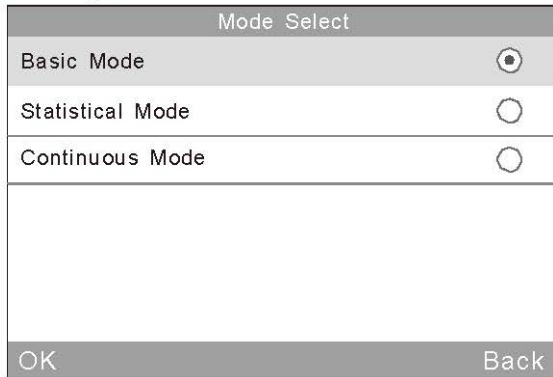 Mode Select
Basic Mode
Statistical Mode
Continuous Mode
OK Back